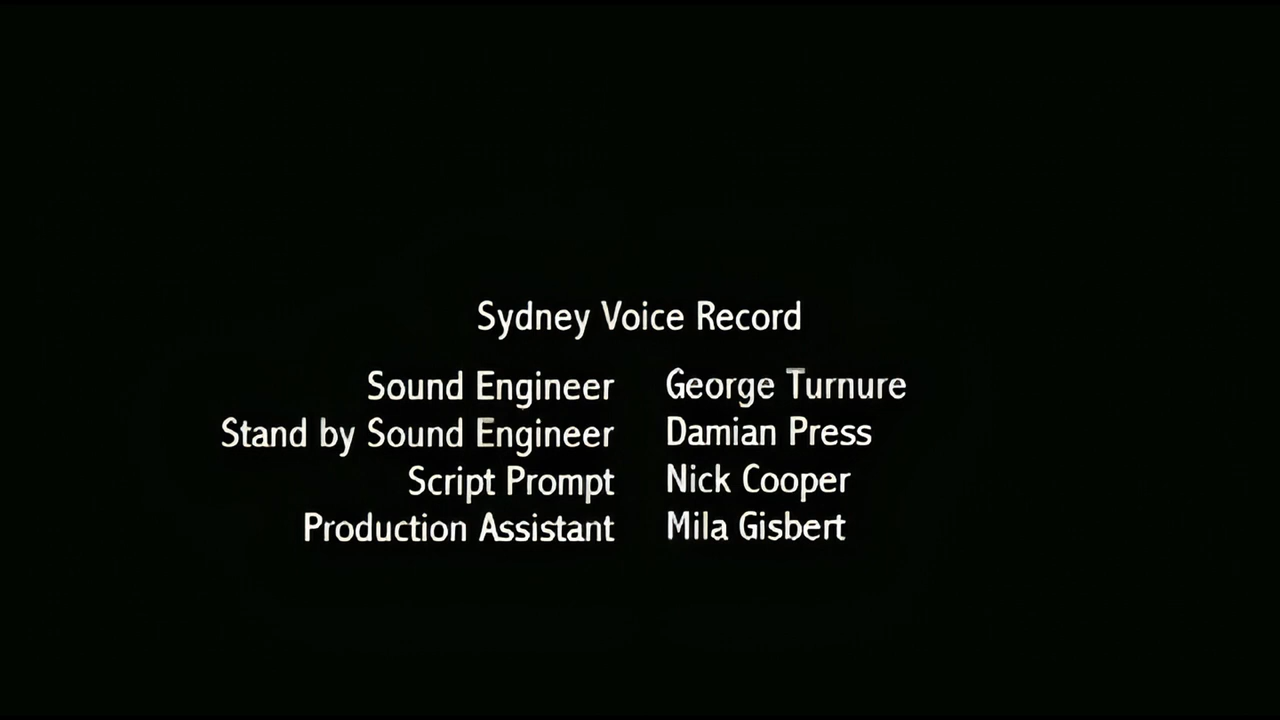 Sydney Voice Record
Sound Engineer George Turnure
Stand by Sound Engineer Damian Press
Script Prompt Nick Cooper
Production Assistant Mila Gisbert